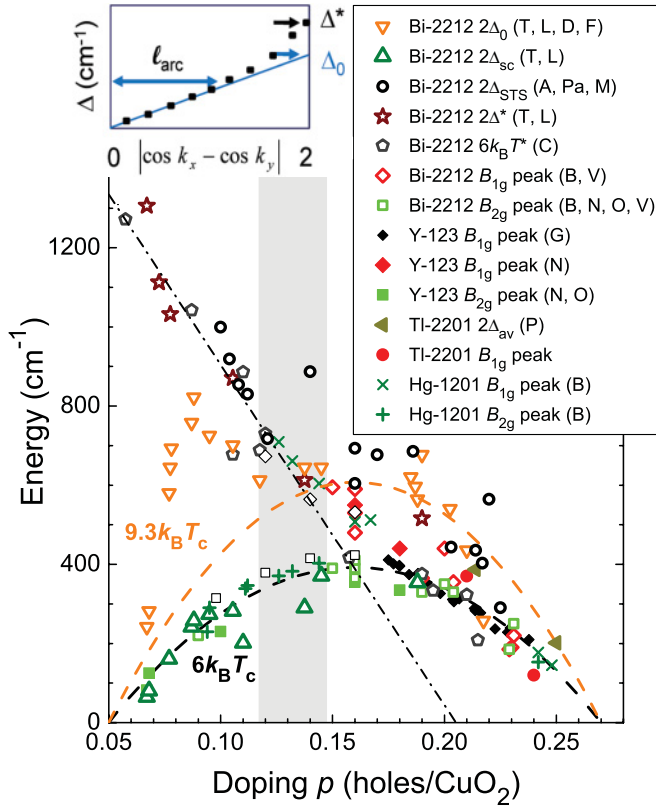 Δ (cm⁻¹)
ℓarc
Δ*
Δ₀
0 |cos kₓ − cos kᵧ| 2
Bi-2212 2Δ₀ (T, L, D, F)
Bi-2212 2Δsc (T, L)
Bi-2212 2ΔSTS (A, Pa, M)
Bi-2212 2Δ* (T, L)
Bi-2212 6kBT* (C)
Bi-2212 B1g peak (B, V)
Bi-2212 B2g peak (B, N, O, V)
Y-123 B1g peak (G)
Y-123 B1g peak (N)
Y-123 B2g peak (N, O)
Tl-2201 2Δav (P)
Tl-2201 B1g peak
Hg-1201 B1g peak (B)
Hg-1201 B2g peak (B)
Energy (cm⁻¹)
1200
800
400
0
9.3kBTc
6kBTc
0.05 0.10 0.15 0.20 0.25
Doping p (holes/CuO₂)